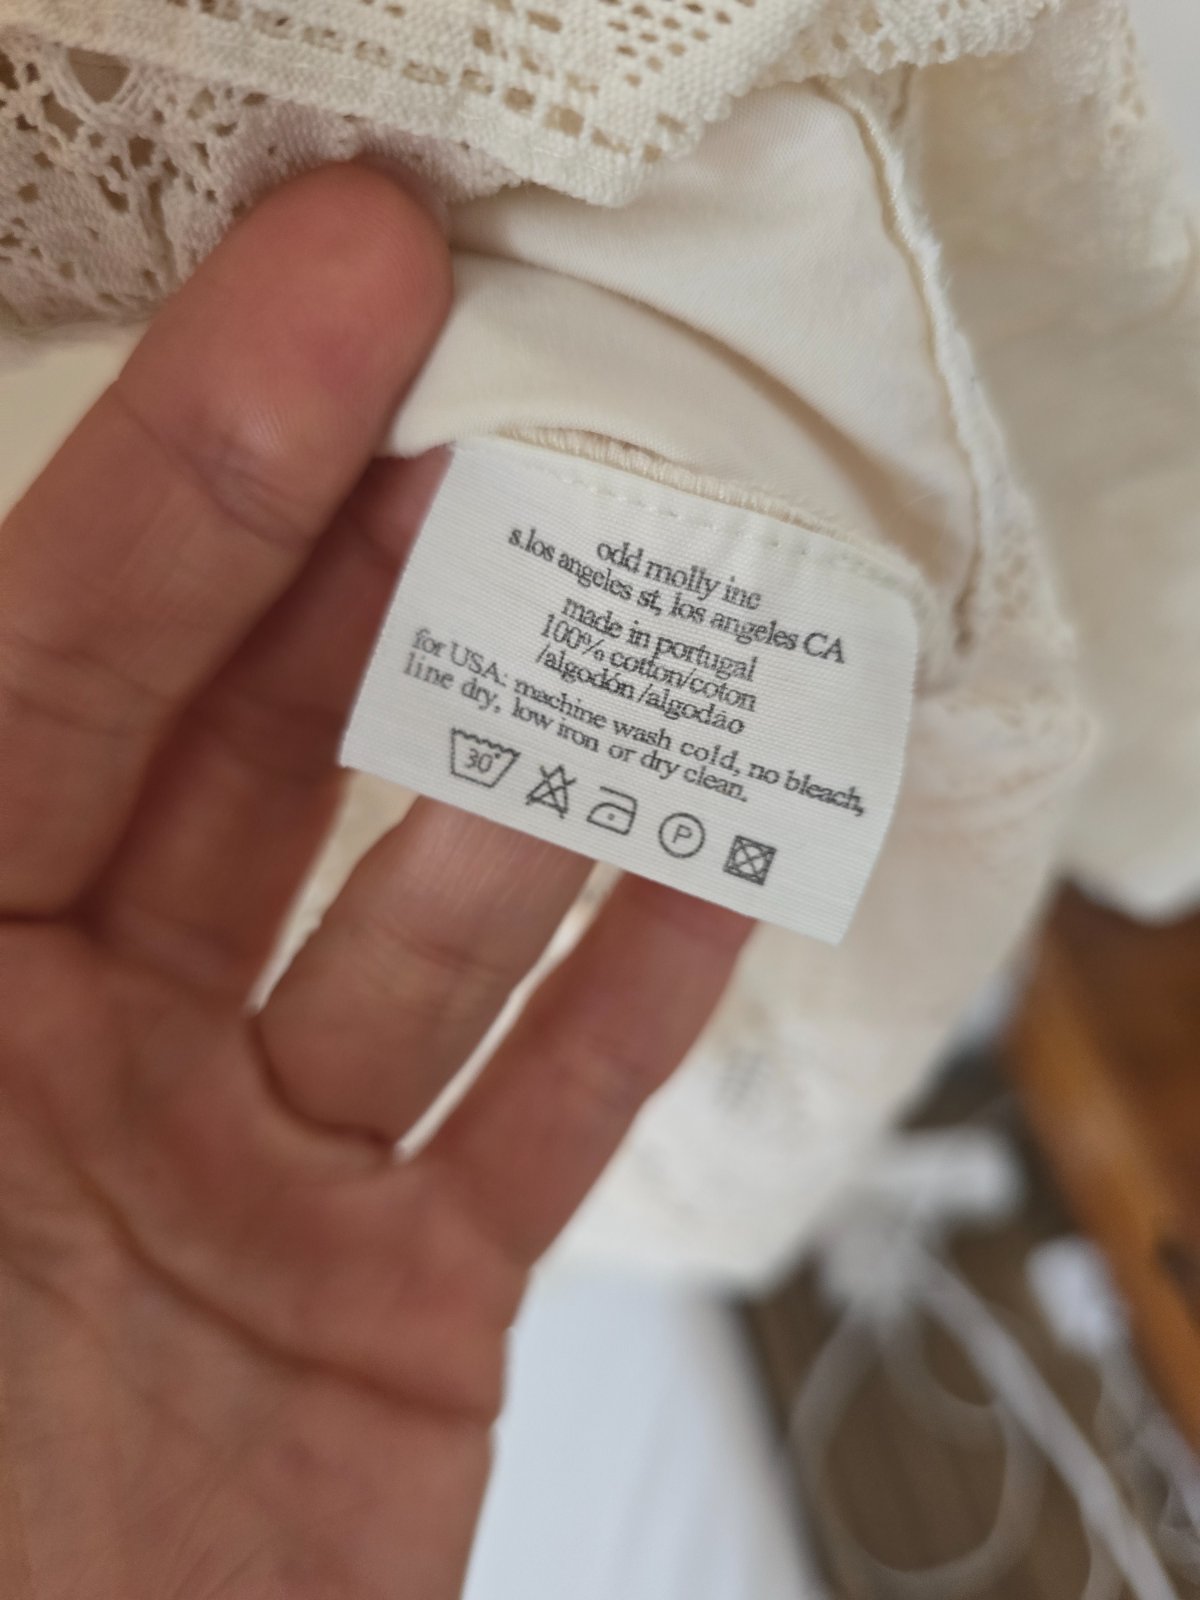 odd molly inc
s.los angeles st, los angeles CA
made in portugal
100% cotton/coton
/algodón/algodão
for USA: machine wash cold, no bleach,
line dry, low iron or dry clean.
30°
P